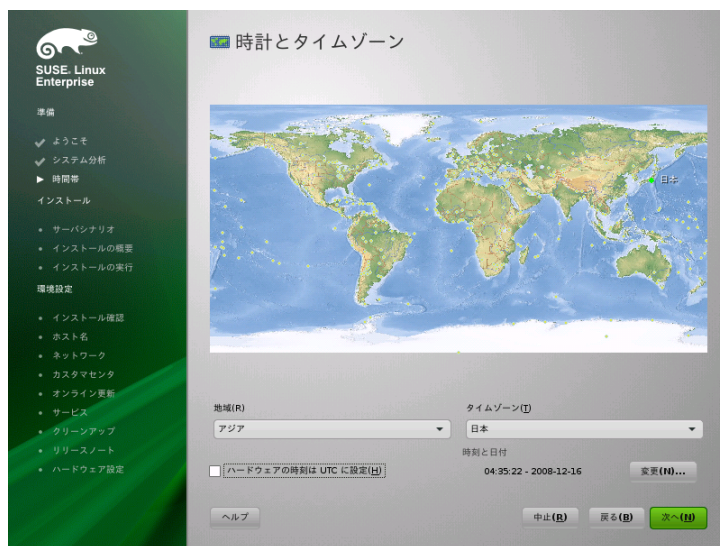 SUSE. Linux
Enterprise
準備
ようこそ
システム分析
時間帯
インストール
サーバシナリオ
インストールの概要
インストールの実行
環境設定
インストール確認
ホスト名
ネットワーク
カスタマセンタ
オンライン更新
サービス
クリーンアップ
リリースノート
ハードウェア設定
時計とタイムゾーン
日本
地域(R)
アジア
タイムゾーン(T)
日本
ハードウェアの時刻は UTC に設定(H)
時刻と日付
04:35:22 - 2008-12-16
変更(N)...
ヘルプ
中止(R)
戻る(B)
次へ(N)